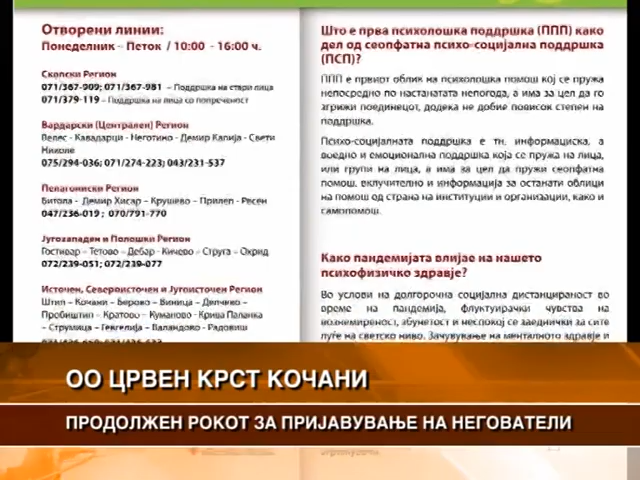 Отворени линии:
Понеделник – Петок / 10:00 - 16:00 ч.
Скопски Регион
071/367-909; 071/367-981 – Поддршка на стари лица
071/379-119 – Поддршка на лица со попреченост
Вардарски (Централен) Регион
Велес - Кавадарци - Неготино - Демир Капија - Свети
Николе
075/294-036; 071/274-223; 043/231-537
Пелагониски Регион
Битола - Демир Хисар – Крушево – Прилеп - Ресен
047/236-019 ; 070/791-770
Југозападен и Полошки Регион
Гостивар – Тетово – Дебар - Кичево – Струга – Охрид
072/239-051; 072/239-077
Источен, Североисточен и Југоисточен Регион
Штип – Кочани – Берово – Виница – Делчево –
Пробиштип – Кратово – Куманово - Крива Паланка
– Струмица – Гевгелија – Валандово - Радовиш
Што е прва психолошка поддршка (ППП) како
дел од сеопфатна психо-социјална поддршка
(ПСП)?
ППП е првиот облик на психолошка помош кој се пружа
непосредно по настанатата непогода, а има за цел да го
згрижи поединецот, додека не добие повисок степен на
поддршка.
Психо-социјалната поддршка е тн. информациска, а
воедно и емоционална поддршка која се пружа на лица,
или групи на лица, а има за цел да пружи сеопфатна
помош, вклучително и информација за останати облици
на помош од страна на институции и организации, како и
самопомош.
Како пандемијата влијае на нашето
психофизичко здравје?
Во услови на долгорочна социјална дистанцираност во
време на пандемија, флуктуирачки чувства на
вознемиреност, збунетост и неспокој се заеднички за сите
луѓе на светско ниво. Зачувување на менталното здравје и
ОО ЦРВЕН КРСТ КОЧАНИ
ПРОДОЛЖЕН РОКОТ ЗА ПРИЈАВУВАЊЕ НА НЕГОВАТЕЛИ